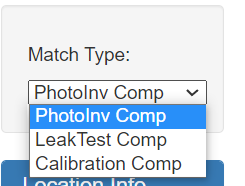 Match Type:
PhotoInv Comp
PhotoInv Comp
LeakTest Comp
Calibration Comp
Location Info